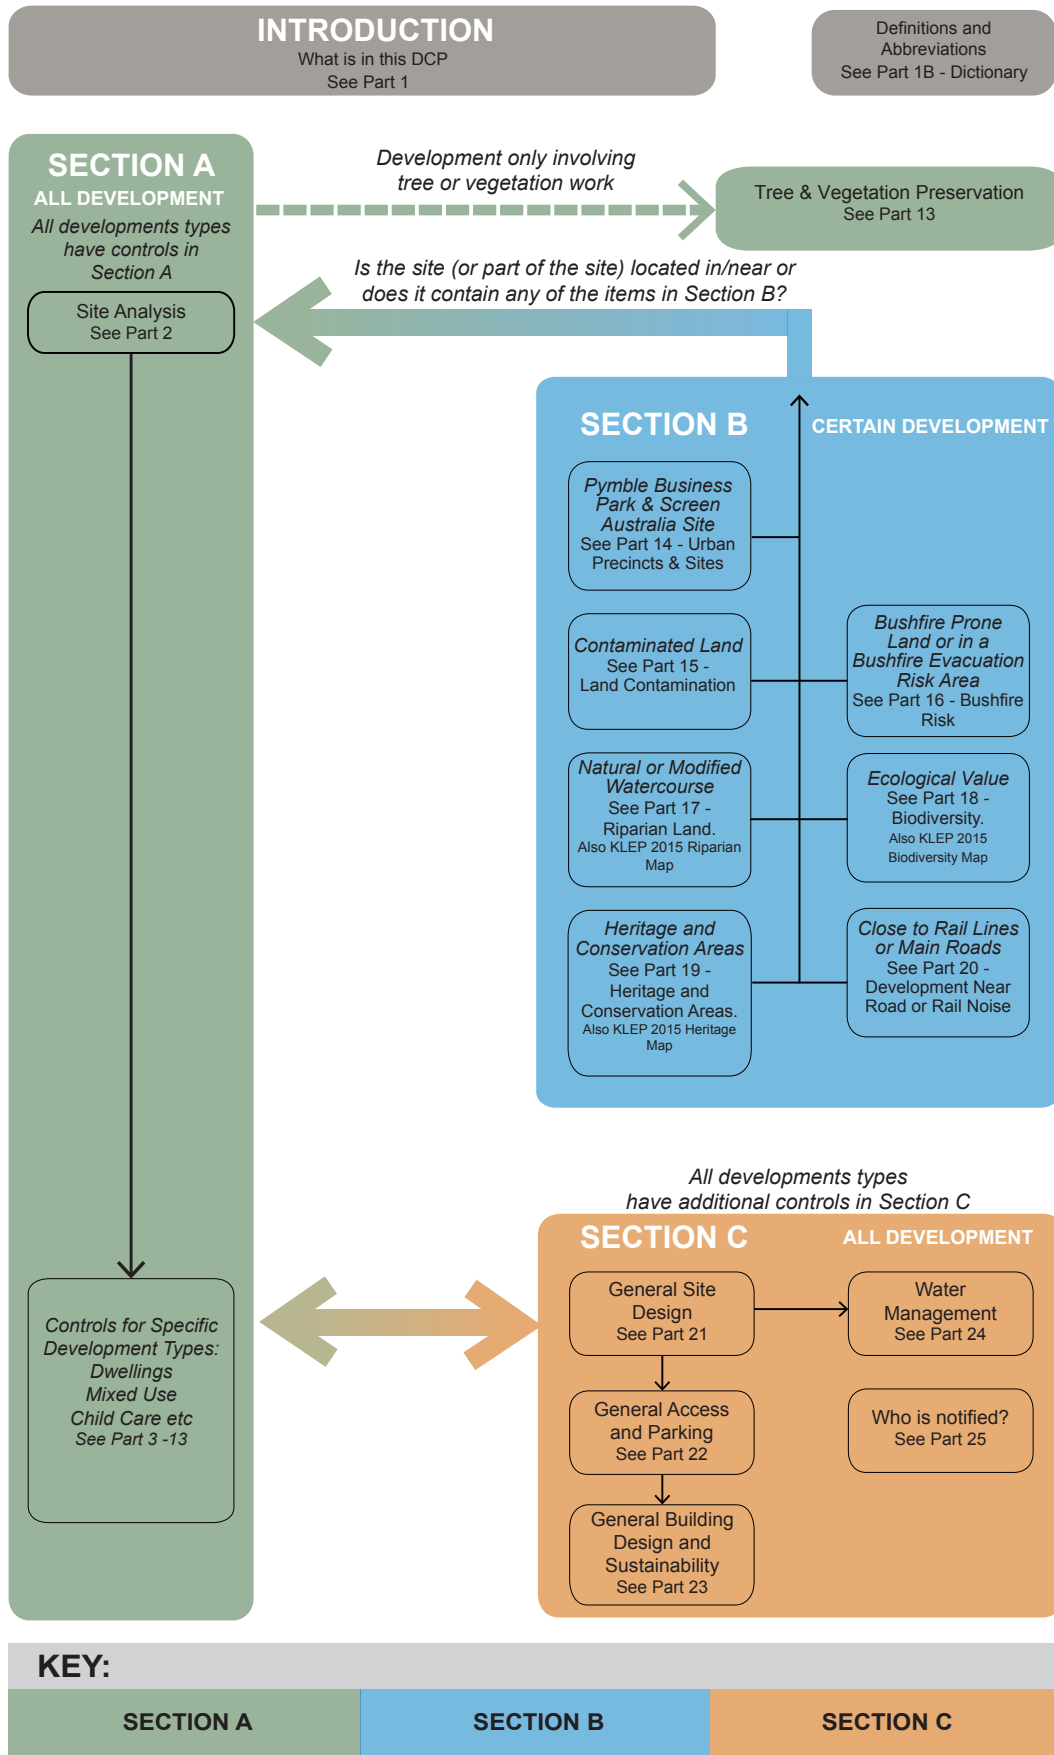 INTRODUCTION
What is in this DCP
See Part 1
Definitions and
Abbreviations
See Part 1B - Dictionary
SECTION A
ALL DEVELOPMENT
All developments types
have controls in
Section A
Site Analysis
See Part 2
Development only involving
tree or vegetation work
Tree & Vegetation Preservation
See Part 13
Is the site (or part of the site) located in/near or
does it contain any of the items in Section B?
SECTION B
CERTAIN DEVELOPMENT
Pymble Business
Park & Screen
Australia Site
See Part 14 - Urban
Precincts & Sites
Contaminated Land
See Part 15 -
Land Contamination
Bushfire Prone
Land or in a
Bushfire Evacuation
Risk Area
See Part 16 - Bushfire
Risk
Natural or Modified
Watercourse
See Part 17 -
Riparian Land.
Also KLEP 2015 Riparian
Map
Ecological Value
See Part 18 -
Biodiversity.
Also KLEP 2015
Biodiversity Map
Heritage and
Conservation Areas
See Part 19 -
Heritage and
Conservation Areas.
Also KLEP 2015 Heritage
Map
Close to Rail Lines
or Main Roads
See Part 20 -
Development Near
Road or Rail Noise
Controls for Specific
Development Types:
Dwellings
Mixed Use
Child Care etc
See Part 3 -13
All developments types
have additional controls in Section C
SECTION C
ALL DEVELOPMENT
General Site
Design
See Part 21
Water
Management
See Part 24
General Access
and Parking
See Part 22
Who is notified?
See Part 25
General Building
Design and
Sustainability
See Part 23
KEY:
SECTION A
SECTION B
SECTION C